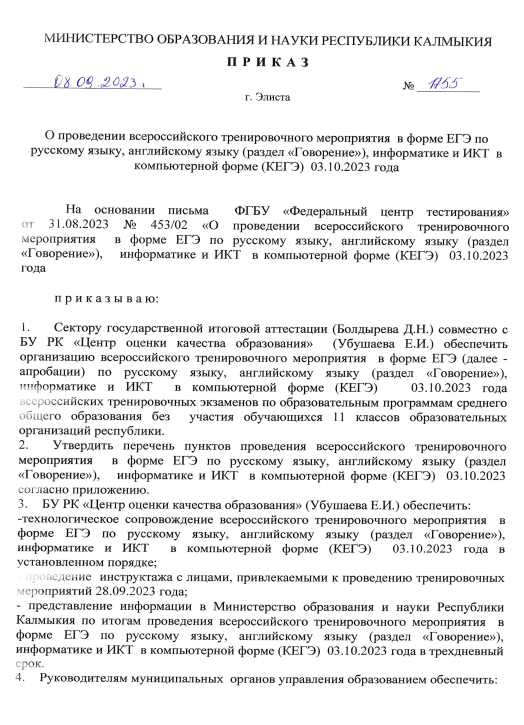 МИНИСТЕРСТВО ОБРАЗОВАНИЯ И НАУКИ РЕСПУБЛИКИ КАЛМЫКИЯ
П Р И К А З
08.09.2023 г. № 1755
г. Элиста
О проведении всероссийского тренировочного мероприятия в форме ЕГЭ по
русскому языку, английскому языку (раздел «Говорение»), информатике и ИКТ в
компьютерной форме (КЕГЭ) 03.10.2023 года
На основании письма ФГБУ «Федеральный центр тестирования»
от 31.08.2023 № 453/02 «О проведении всероссийского тренировочного
мероприятия в форме ЕГЭ по русскому языку, английскому языку (раздел
«Говорение»), информатике и ИКТ в компьютерной форме (КЕГЭ) 03.10.2023
года
п р и к а з ы в а ю:
1. Сектору государственной итоговой аттестации (Болдырева Д.Н.) совместно с
БУ РК «Центр оценки качества образования» (Убушаева Е.И.) обеспечить
организацию всероссийского тренировочного мероприятия в форме ЕГЭ (далее -
апробации) по русскому языку, английскому языку (раздел «Говорение»),
информатике и ИКТ в компьютерной форме (КЕГЭ) 03.10.2023 года
всероссийских тренировочных экзаменов по образовательным программам среднего
общего образования без участия обучающихся 11 классов образовательных
организаций республики.
2. Утвердить перечень пунктов проведения всероссийского тренировочного
мероприятия в форме ЕГЭ по русскому языку, английскому языку (раздел
«Говорение»), информатике и ИКТ в компьютерной форме (КЕГЭ) 03.10.2023
согласно приложению.
3. БУ РК «Центр оценки качества образования» (Убушаева Е.И.) обеспечить:
-технологическое сопровождение всероссийского тренировочного мероприятия в
форме ЕГЭ по русскому языку, английскому языку (раздел «Говорение»),
информатике и ИКТ в компьютерной форме (КЕГЭ) 03.10.2023 года в
установленном порядке;
- проведение инструктажа с лицами, привлекаемыми к проведению тренировочных
мероприятий 28.09.2023 года;
- представление информации в Министерство образования и науки Республики
Калмыкия по итогам проведения всероссийского тренировочного мероприятия в
форме ЕГЭ по русскому языку, английскому языку (раздел «Говорение»),
информатике и ИКТ в компьютерной форме (КЕГЭ) 03.10.2023 года в трехдневный
срок.
4. Руководителям муниципальных органов управления образованием обеспечить: